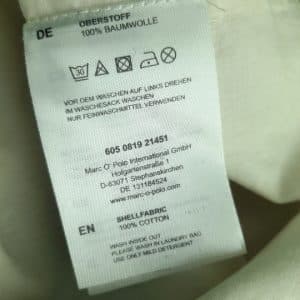 DE OBERSTOFF
100% BAUMWOLLE
30
VOR DEM WASCHEN AUF LINKS DREHEN
IM WASCHESACK WASCHEN
NUR FEINWASCHMITTEL VERWENDEN
605 0819 21451
Marc O' Polo International GmbH
Hofgartenstraße 1
D-83071 Stephanskirchen
DE 131184524
www.marc-o-polo.com
EN SHELLFABRIC
100% COTTON
WASH INSIDE OUT
PLEASE WASH IN LAUNDRY BAG
USE ONLY MILD DETERGENT